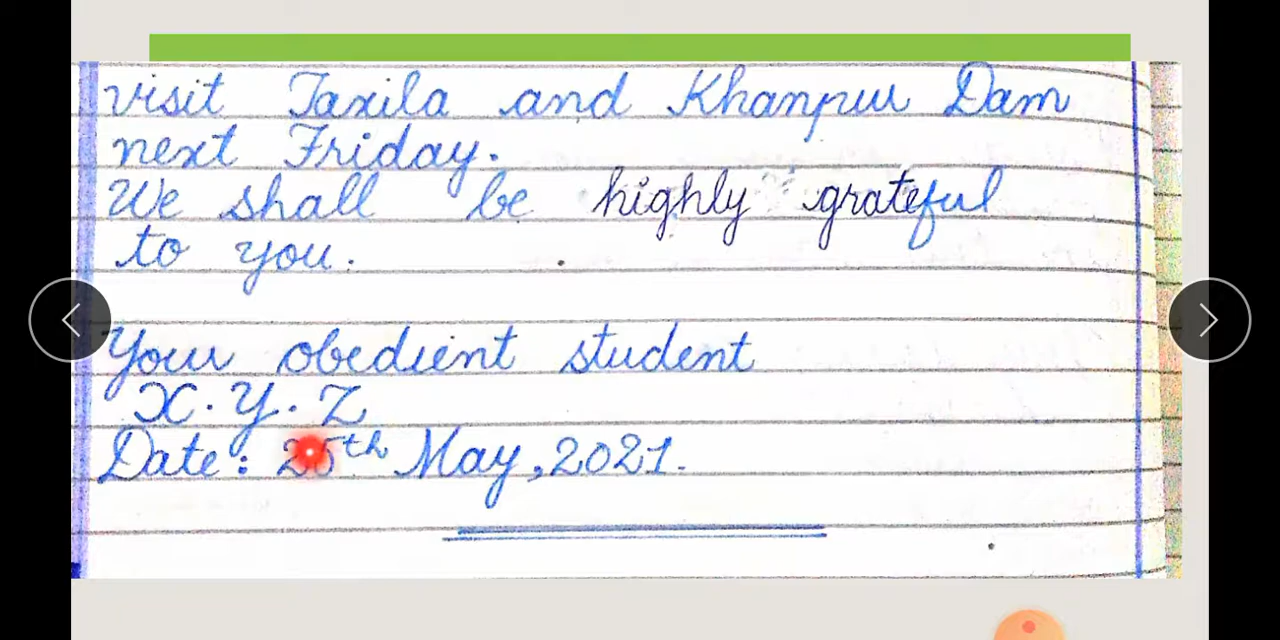 visit Taxila and Khanpur Dam
next Friday.
We shall be highly grateful
to you.
Your obedient student
X.Y.Z
Date: 25th May, 2021.